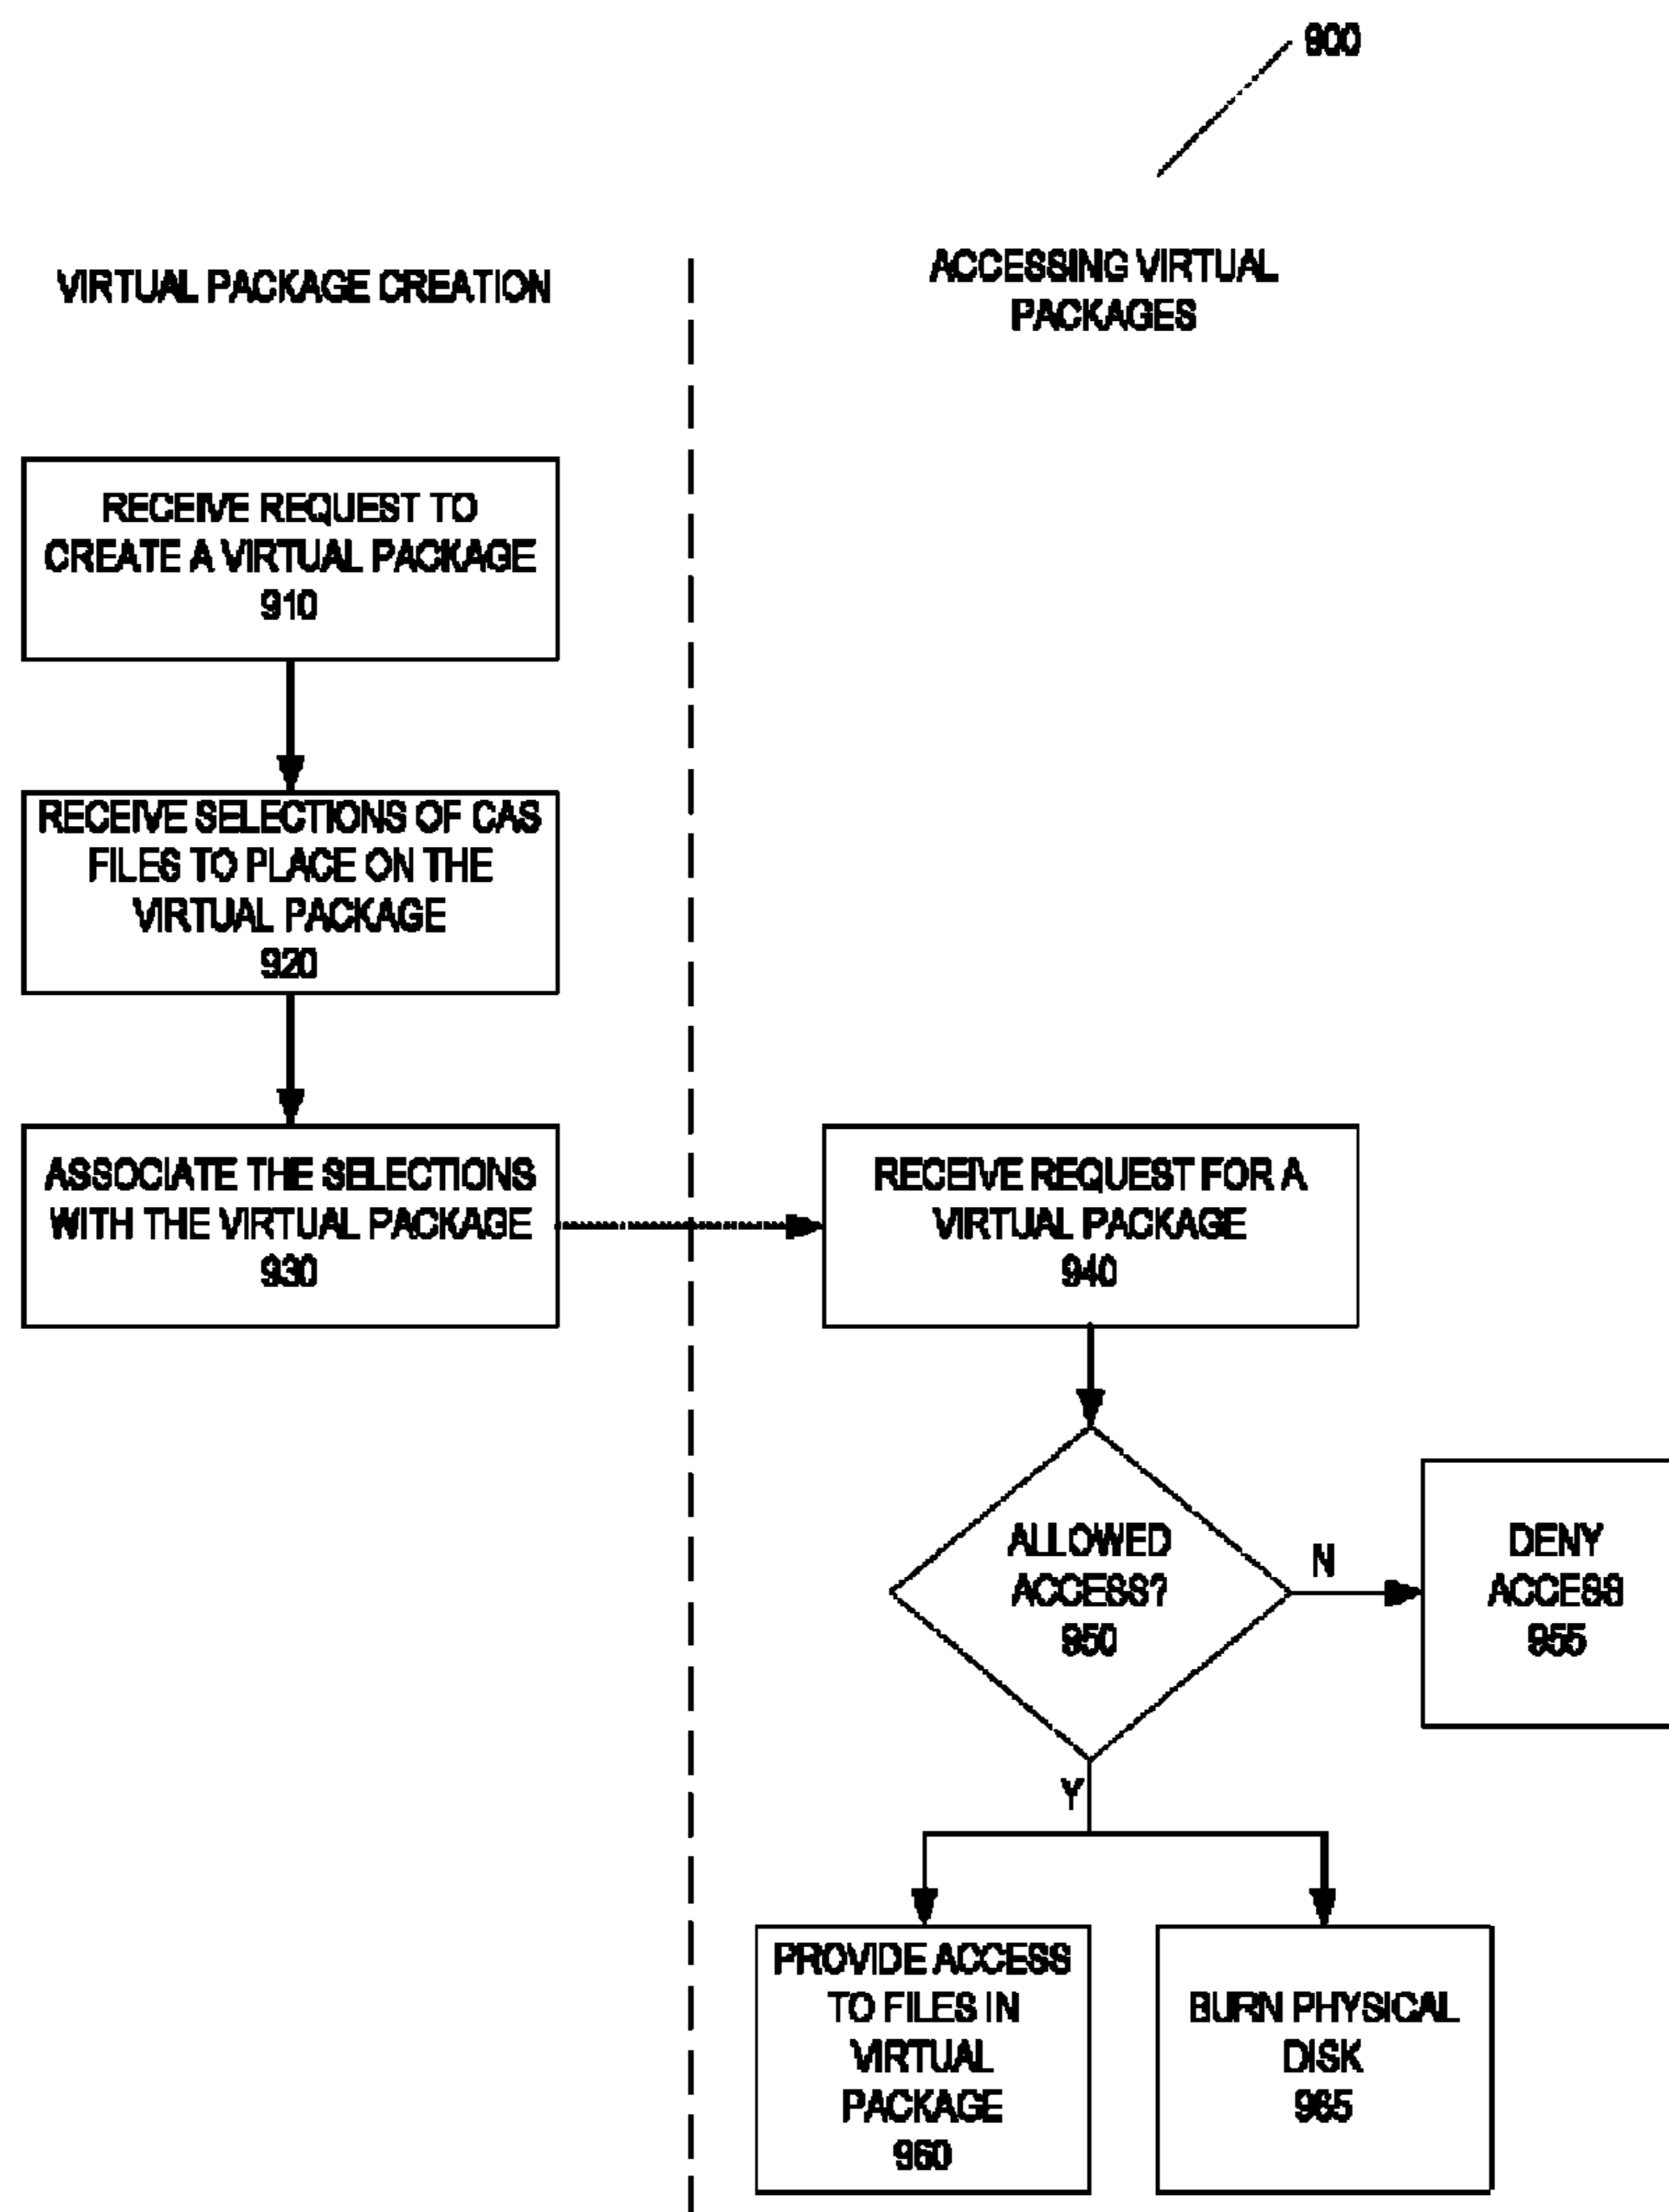 900
VIRTUAL PACKAGE CREATION
ACCESSING VIRTUAL
PACKAGES
RECEIVE REQUEST TO
CREATE A VIRTUAL PACKAGE
910
RECEIVE SELECTIONS OF CAS
FILES TO PLACE ON THE
VIRTUAL PACKAGE
920
ASSOCIATE THE SELECTIONS
WITH THE VIRTUAL PACKAGE
930
RECEIVE REQUEST FOR A
VIRTUAL PACKAGE
940
ALLOWED
ACCESS?
950
N
DENY
ACCESS
955
Y
PROVIDE ACCESS
TO FILES IN
VIRTUAL
PACKAGE
960
BURN PHYSICAL
DISK
965